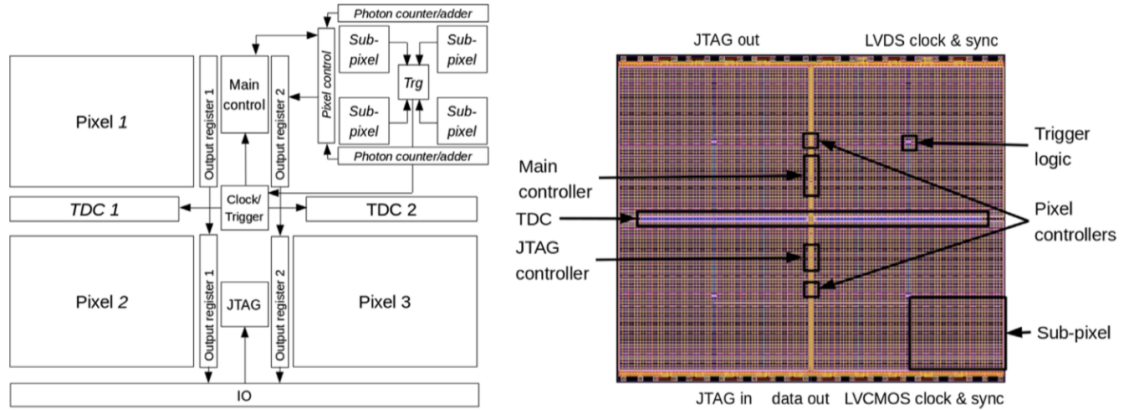 Photon counter/adder
Sub-
pixel
Sub-
pixel
Pixel control
Trg
Sub-
pixel
Sub-
pixel
Photon counter/adder
Pixel 1
Output register 1
Main
control
Output register 2
TDC 1
Clock/
Trigger
TDC 2
Pixel 2
Output register 1
JTAG
Output register 2
Pixel 3
IO
JTAG out
LVDS clock & sync
Main
controller
TDC
JTAG
controller
Trigger
logic
Pixel
controllers
Sub-pixel
JTAG in
data out
LVCMOS clock & sync